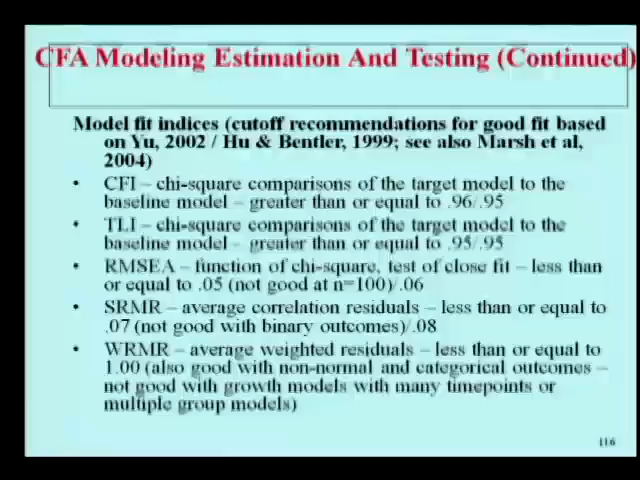 CFA Modeling Estimation And Testing (Continued)
Model fit indices (cutoff recommendations for good fit based
on Yu, 2002 / Hu & Bentler, 1999; see also Marsh et al,
2004)
• CFI – chi-square comparisons of the target model to the
baseline model – greater than or equal to .96/.95
• TLI – chi-square comparisons of the target model to the
baseline model – greater than or equal to .95/.95
• RMSEA – function of chi-square, test of close fit – less than
or equal to .05 (not good at n=100)/.06
• SRMR – average correlation residuals – less than or equal to
.07 (not good with binary outcomes)/.08
• WRMR – average weighted residuals – less than or equal to
1.00 (also good with non-normal and categorical outcomes –
not good with growth models with many timepoints or
multiple group models)
116